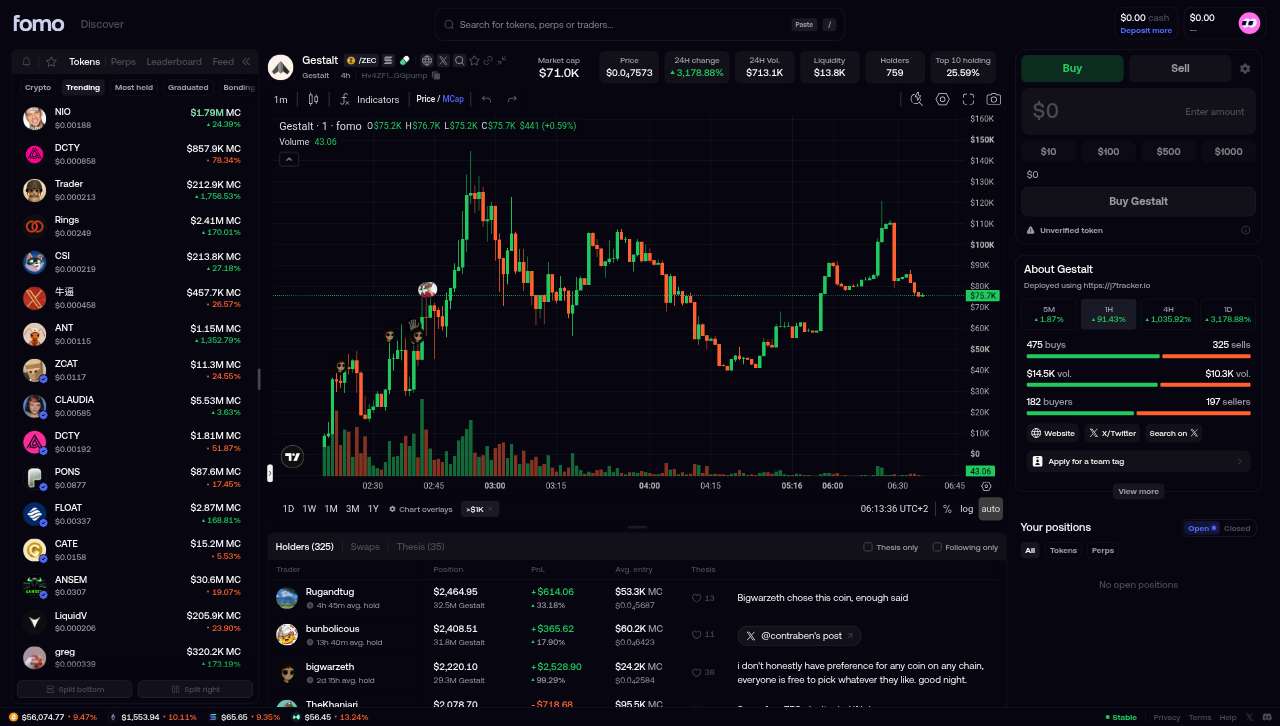 fomo
Discover
Search for tokens, perps or traders...
Paste
/
$0.00 cash
Deposit more
$0.00
—
Tokens Perps Leaderboard Feed
Crypto Trending Most held Graduated Bonding
NIO $1.79M MC
$0.00188 24.39%
DCTY $857.9K MC
$0.000858 78.34%
Trader $212.9K MC
$0.000213 1,756.53%
Rings $2.41M MC
$0.00249 170.01%
CSI $213.8K MC
$0.000219 27.18%
牛逼 $457.7K MC
$0.000458 26.57%
ANT $1.15M MC
$0.00115 1,352.79%
ZCAT $11.3M MC
$0.0117 24.55%
CLAUDIA $5.53M MC
$0.00585 3.63%
DCTY $1.81M MC
$0.00192 51.87%
PONS $87.6M MC
$0.0877 17.45%
FLOAT $2.87M MC
$0.00337 168.81%
CATE $15.2M MC
$0.0158 5.53%
ANSEM $30.6M MC
$0.0307 19.07%
LiquidV $205.9K MC
$0.000206 23.90%
greg $320.2K MC
$0.000339 173.19%
Split bottom Split right
Gestalt /ZEC
Gestalt 4h Hv4ZF1...GGpump
Market cap
$71.0K
Price
$0.0₄7573
24H change
3,178.88%
24H Vol.
$713.1K
Liquidity
$13.8K
Holders
759
Top 10 holding
25.59%
1m Indicators Price / MCap
Gestalt · 1 · fomo O$75.2K H$76.7K L$75.2K C$75.7K $441 (+0.59%)
Volume 43.06
$160K
$150K
$140K
$130K
$120K
$110K
$100K
$90K
$80K
$75.7K
$70K
$60K
$50K
$40K
$30K
$20K
$10K
$0
43.06
02:30 02:45 03:00 03:15 04:00 04:15 05:16 06:00 06:30 06:45
1D 1W 1M 3M 1Y Chart overlays >$1K
06:13:36 UTC+2 % log auto
Holders (325) Swaps Thesis (35)
Thesis only Following only
Trader Position PnL Avg. entry Thesis
Rugandtug $2,464.95 +$614.06 $53.3K MC
4h 45m avg. hold 32.5M Gestalt 33.18% $0.0₄5687
13 Bigwarzeth chose this coin, enough said
bunbolicous $2,408.51 +$365.62 $60.2K MC
13h 40m avg. hold 31.8M Gestalt 17.90% $0.0₄6423
11 @contraben's post
bigwarzeth $2,220.10 +$2,528.90 $24.2K MC
2d 15h avg. hold 29.3M Gestalt 99.29% $0.0₄2584
38 i don't honestly have preference for any coin on any chain,
everyone is free to pick whatever they like. good night.
TheKhanjari $2,078.70 -$718.68 $95.5K MC
Buy Sell
$0 Enter amount
$10 $100 $500 $1000
$0
Buy Gestalt
Unverified token
About Gestalt
Deployed using https://j7tracker.io
5M 1H 4H 1D
1.87% 91.43% 1,035.92% 3,178.88%
475 buys 325 sells
$14.5K vol. $10.3K vol.
182 buyers 197 sellers
Website X/Twitter Search on X
Apply for a team tag
View more
Your positions
Open Closed
All Tokens Perps
No open positions
$56,074.77 9.47% $1,553.94 10.11% $65.65 9.35% $56.45 13.24%
Stable Privacy Terms Help